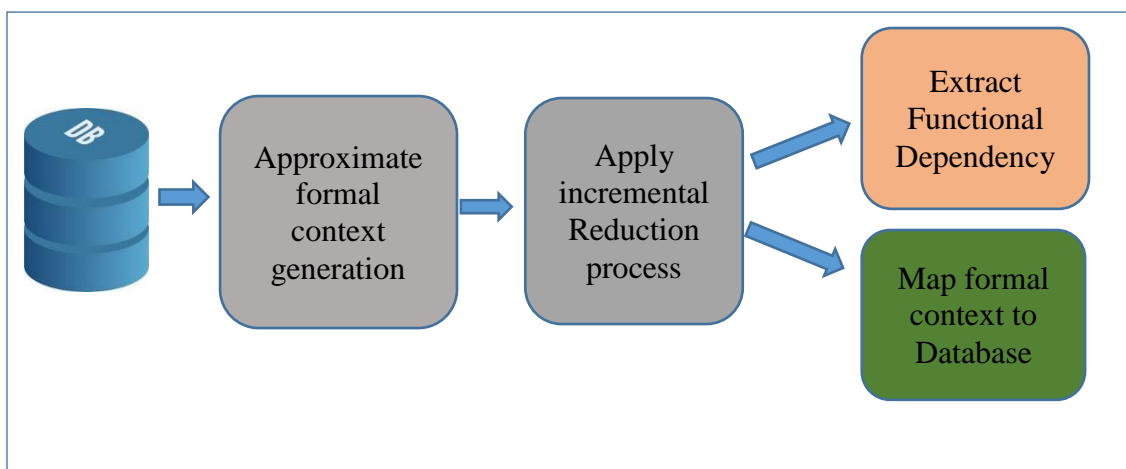 DB
Approximate
formal
context
generation
Apply
incremental
Reduction
process
Extract
Functional
Dependency
Map formal
context to
Database